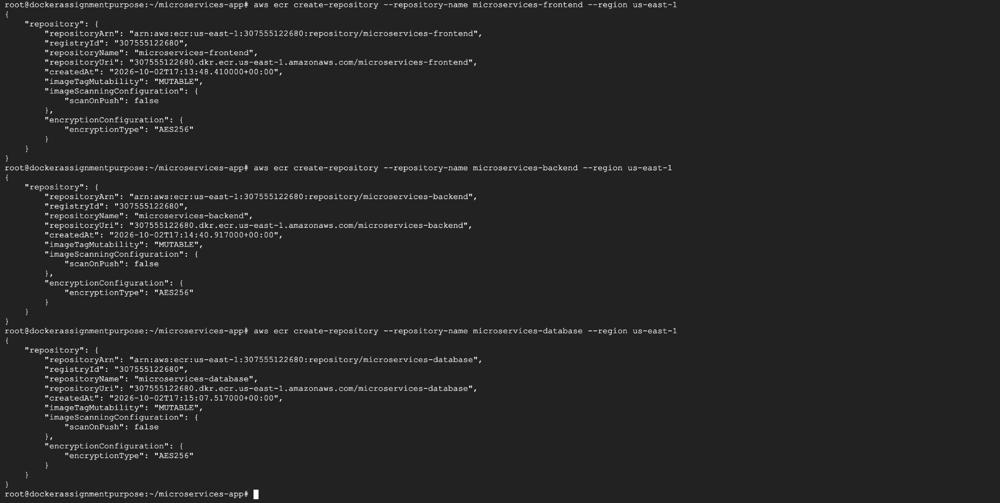 root@dockerassignmentpurpose:~/microservices-app# aws ecr create-repository --repository-name microservices-frontend --region us-east-1
{
    "repository": {
        "repositoryArn": "arn:aws:ecr:us-east-1:307555122680:repository/microservices-frontend",
        "registryId": "307555122680",
        "repositoryName": "microservices-frontend",
        "repositoryUri": "307555122680.dkr.ecr.us-east-1.amazonaws.com/microservices-frontend",
        "createdAt": "2026-10-02T17:13:48.410000+00:00",
        "imageTagMutability": "MUTABLE",
        "imageScanningConfiguration": {
            "scanOnPush": false
        },
        "encryptionConfiguration": {
            "encryptionType": "AES256"
        }
    }
}
root@dockerassignmentpurpose:~/microservices-app# aws ecr create-repository --repository-name microservices-backend --region us-east-1
{
    "repository": {
        "repositoryArn": "arn:aws:ecr:us-east-1:307555122680:repository/microservices-backend",
        "registryId": "307555122680",
        "repositoryName": "microservices-backend",
        "repositoryUri": "307555122680.dkr.ecr.us-east-1.amazonaws.com/microservices-backend",
        "createdAt": "2026-10-02T17:14:40.917000+00:00",
        "imageTagMutability": "MUTABLE",
        "imageScanningConfiguration": {
            "scanOnPush": false
        },
        "encryptionConfiguration": {
            "encryptionType": "AES256"
        }
    }
}
root@dockerassignmentpurpose:~/microservices-app# aws ecr create-repository --repository-name microservices-database --region us-east-1
{
    "repository": {
        "repositoryArn": "arn:aws:ecr:us-east-1:307555122680:repository/microservices-database",
        "registryId": "307555122680",
        "repositoryName": "microservices-database",
        "repositoryUri": "307555122680.dkr.ecr.us-east-1.amazonaws.com/microservices-database",
        "createdAt": "2026-10-02T17:15:07.517000+00:00",
        "imageTagMutability": "MUTABLE",
        "imageScanningConfiguration": {
            "scanOnPush": false
        },
        "encryptionConfiguration": {
            "encryptionType": "AES256"
        }
    }
}
root@dockerassignmentpurpose:~/microservices-app#